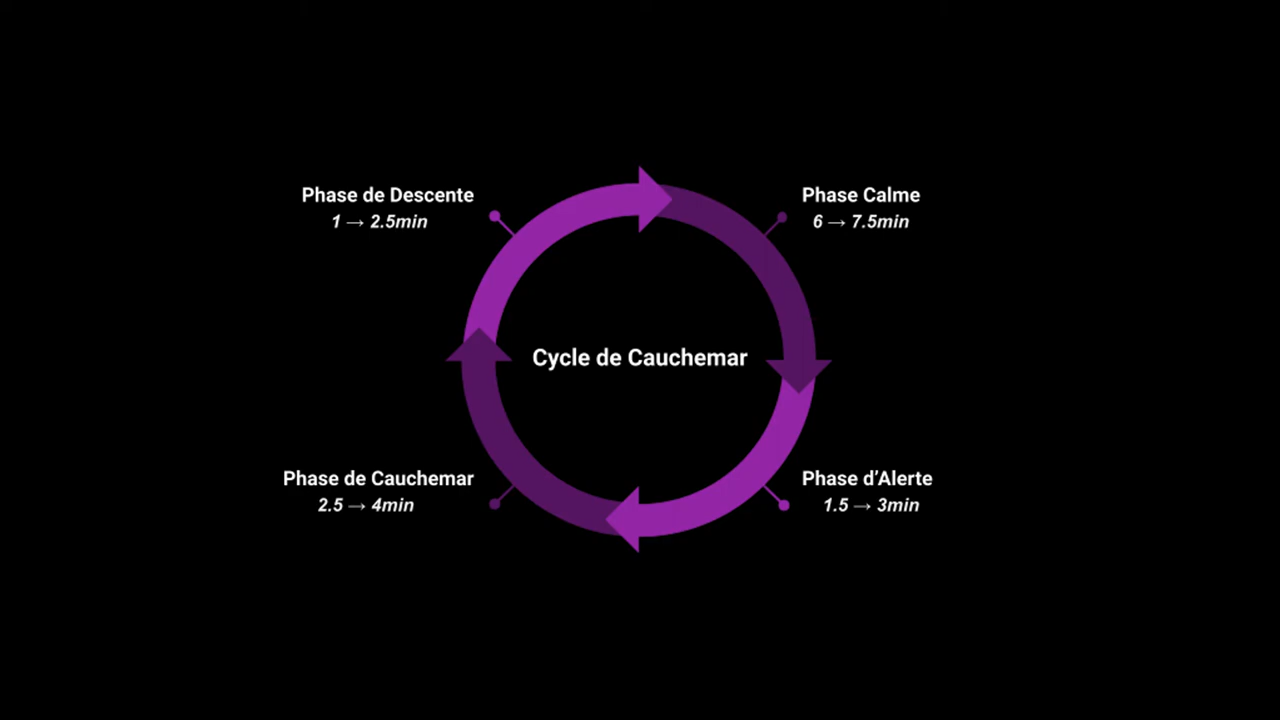 Phase de Descente
1 → 2.5min
Phase Calme
6 → 7.5min
Cycle de Cauchemar
Phase de Cauchemar
2.5 → 4min
Phase d’Alerte
1.5 → 3min